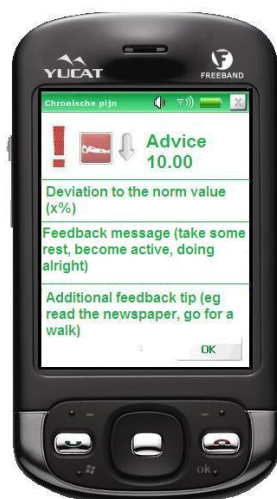 YUCAT
FREEBAND
Chronische pijn
Advice
10.00
Deviation to the norm value
(x%)
Feedback message (take some
rest, become active, doing
alright)
Additional feedback tip (eg
read the newspaper, go for a
walk)
OK
ok